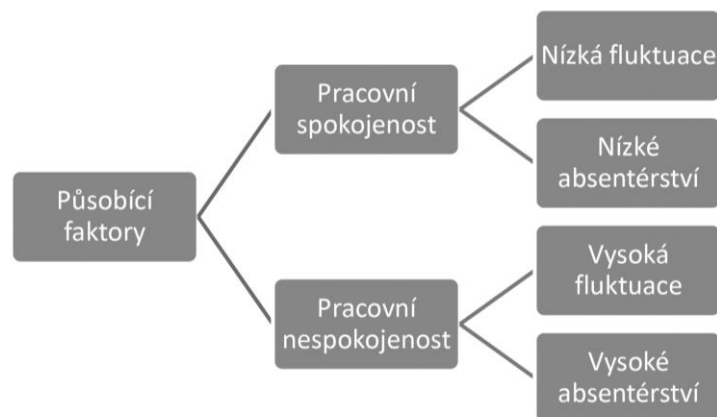 Působící
faktory
Pracovní
spokojenost
Nízká fluktuace
Nízké
absentérství
Pracovní
nespokojenost
Vysoká
fluktuace
Vysoké
absentérství